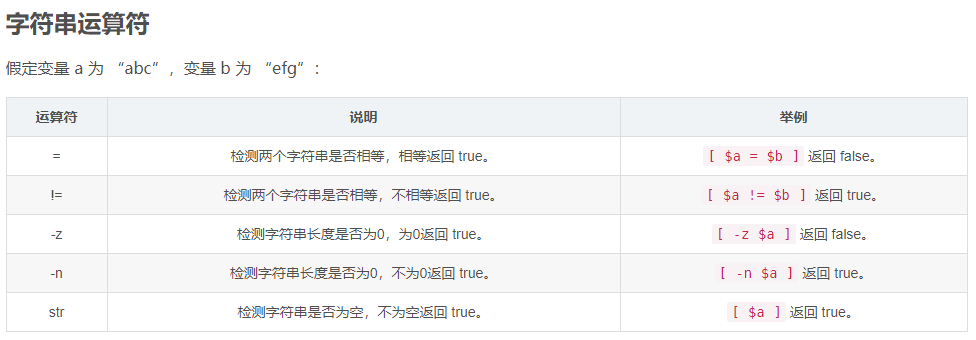 字符串运算符
假定变量 a 为 “abc”，变量 b 为 “efg”：
运算符 说明 举例
= 检测两个字符串是否相等，相等返回 true。 [ $a = $b ] 返回 false。
!= 检测两个字符串是否相等，不相等返回 true。 [ $a != $b ] 返回 true。
-z 检测字符串长度是否为0，为0返回 true。 [ -z $a ] 返回 false。
-n 检测字符串长度是否为0，不为0返回 true。 [ -n $a ] 返回 true。
str 检测字符串是否为空，不为空返回 true。 [ $a ] 返回 true。